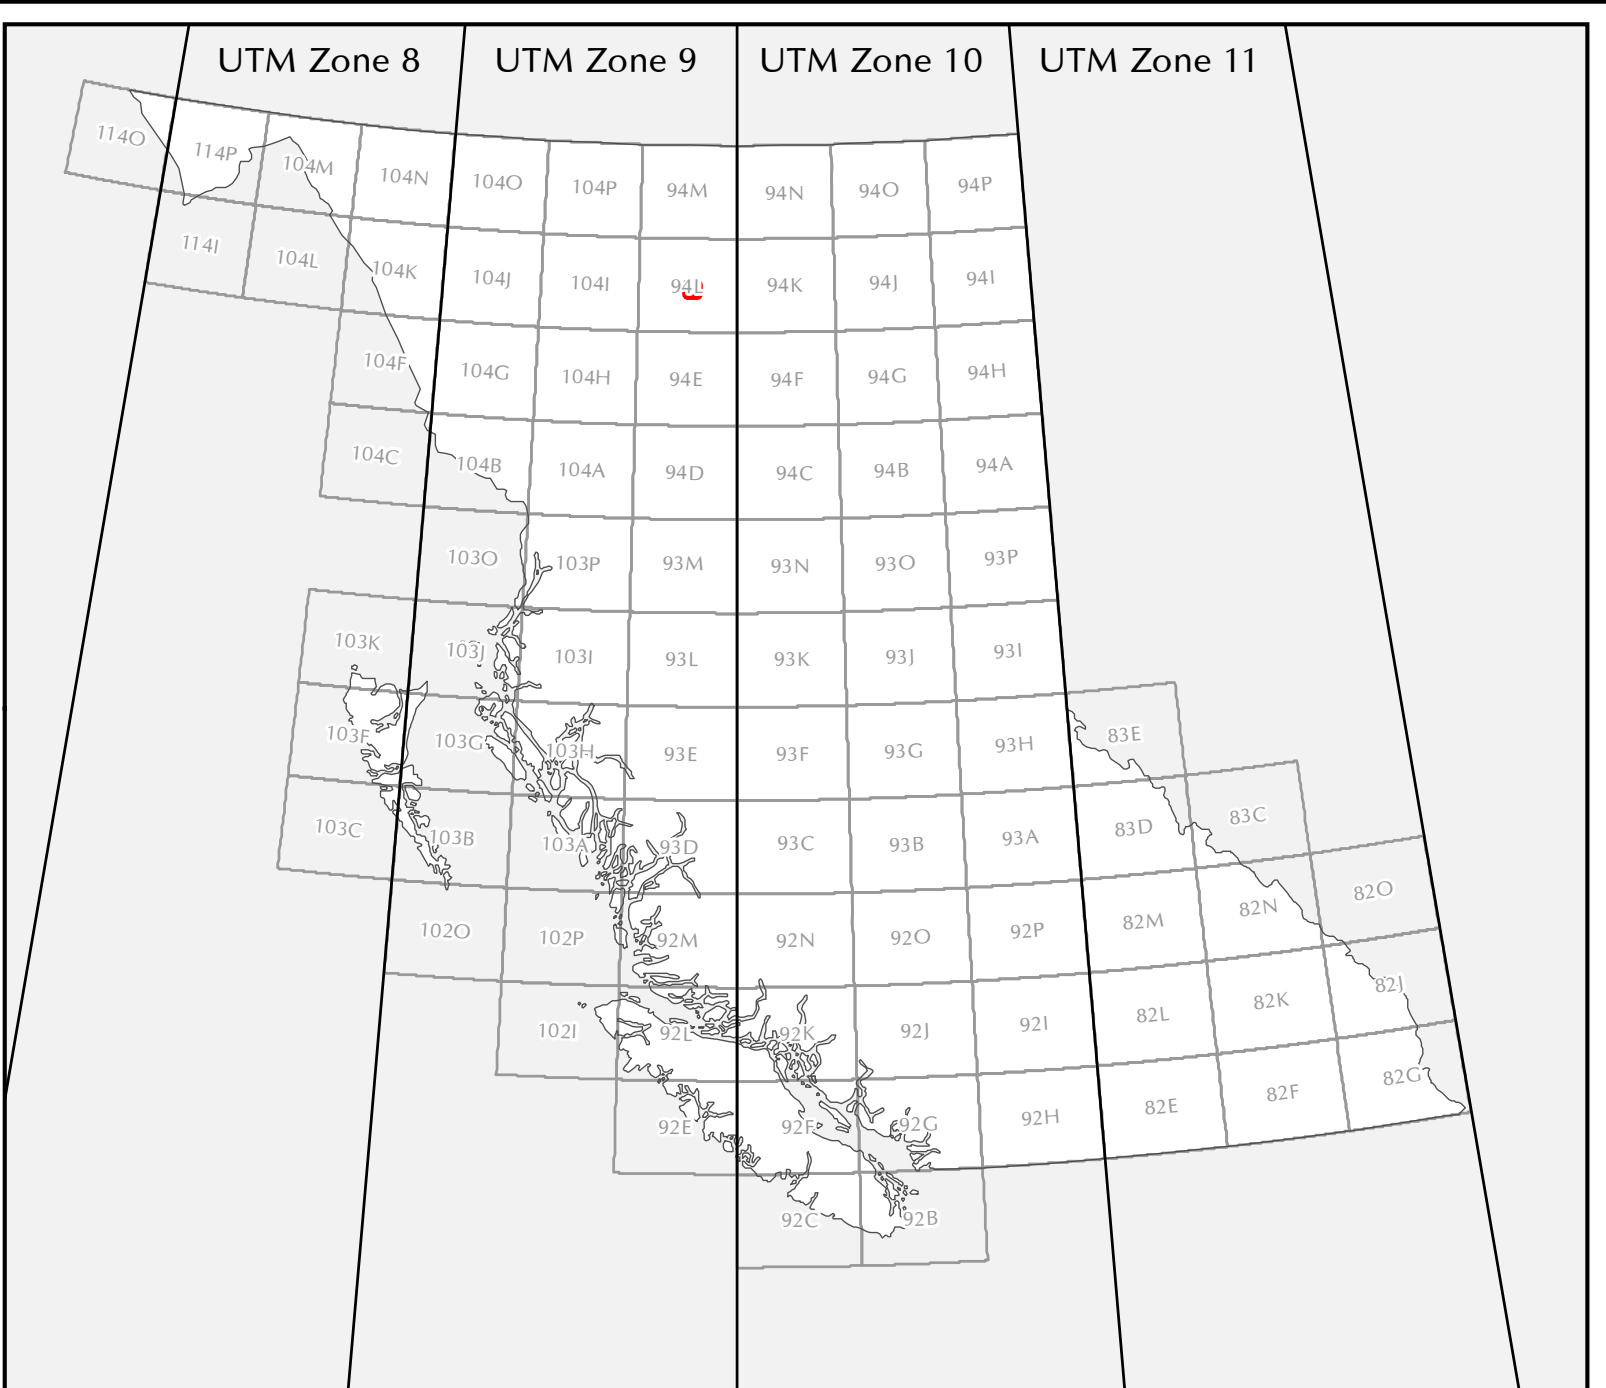 UTM Zone 8 UTM Zone 9 UTM Zone 10 UTM Zone 11
114O 114P 104M 104N 104O 104P 94M 94N 94O 94P
114I 104L 104K 104J 104I 94L 94K 94J 94I
104F 104G 104H 94E 94F 94G 94H
104C 104B 104A 94D 94C 94B 94A
103O 103P 93M 93N 93O 93P
103K 103J 103I 93L 93K 93J 93I
103F 103G 103H 93E 93F 93G 93H 83E
103C 103B 103A 93D 93C 93B 93A 83D 83C
102O 102P 92M 92N 92O 92P 82M 82N 82O
102I 92L 92K 92J 92I 82L 82K 82J
92E 92F 92G 92H 82E 82F 82G
92C 92B